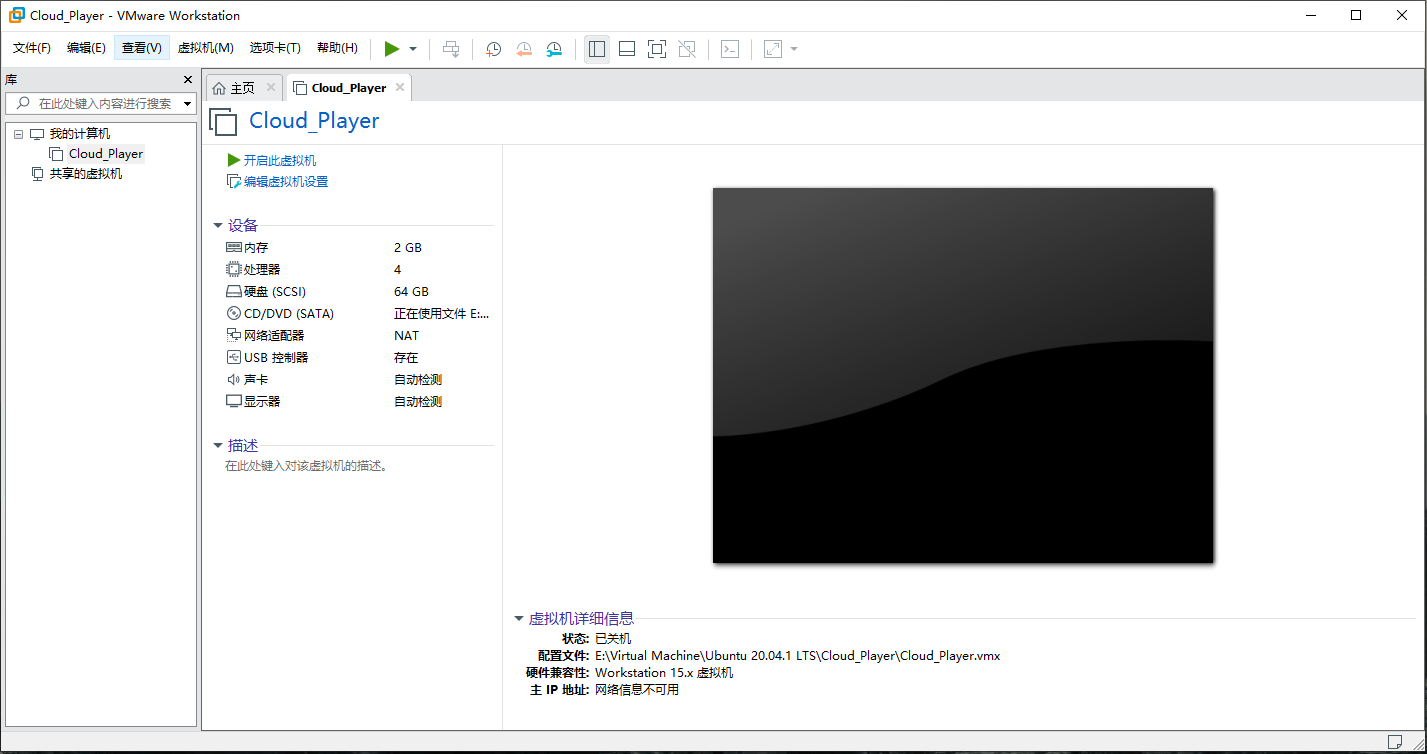 Cloud_Player - VMware Workstation
文件(F) 编辑(E) 查看(V) 虚拟机(M) 选项卡(T) 帮助(H)
库
在此处键入内容进行搜索
我的计算机
Cloud_Player
共享的虚拟机
主页 Cloud_Player
Cloud_Player
开启此虚拟机
编辑虚拟机设置
设备
内存 2 GB
处理器 4
硬盘 (SCSI) 64 GB
CD/DVD (SATA) 正在使用文件 E:...
网络适配器 NAT
USB 控制器 存在
声卡 自动检测
显示器 自动检测
描述
在此处键入对该虚拟机的描述。
虚拟机详细信息
状态: 已关机
配置文件: E:\Virtual Machine\Ubuntu 20.04.1 LTS\Cloud_Player\Cloud_Player.vmx
硬件兼容性: Workstation 15.x 虚拟机
主 IP 地址: 网络信息不可用